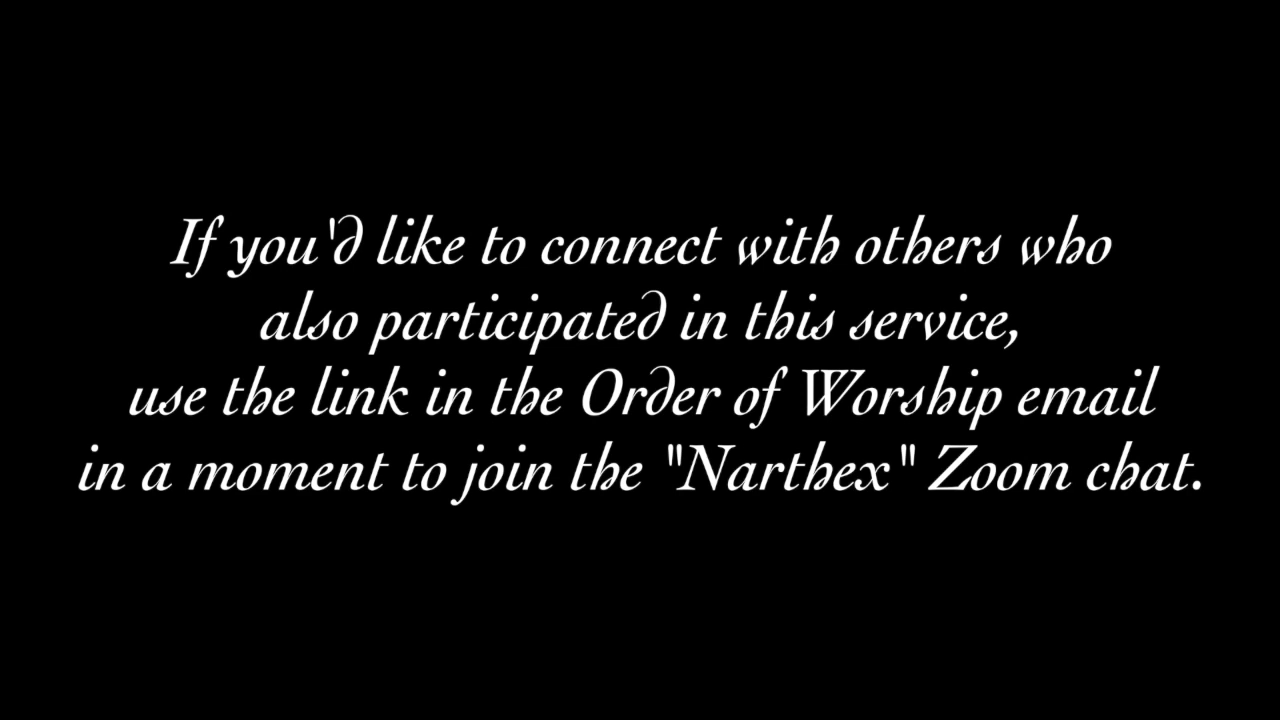 If you'd like to connect with others who
also participated in this service,
use the link in the Order of Worship email
in a moment to join the "Narthex" Zoom chat.